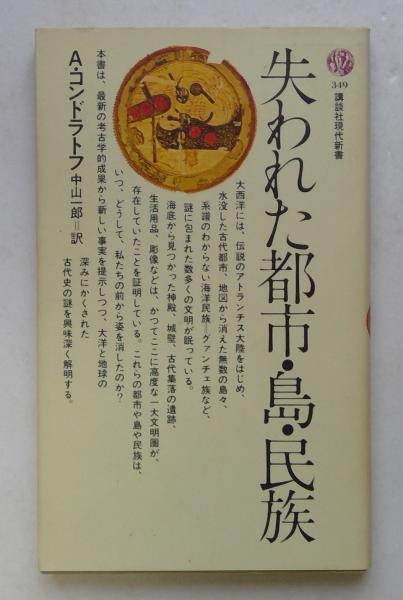 349
講談社現代新書
失われた都市・島・民族
大西洋には、伝説のアトランチス大陸をはじめ、
水没した古代都市、地図から消えた無数の島々、
系譜のわからない海洋民族=グァンチェ族など、
謎に包まれた数多くの文明が眠っている。
海底から見つかった神殿、城壁、古代集落の遺跡、
生活用品、彫像などは、かつてここに高度な一大文明圏が、
存在していたことを証明している。これらの都市や島や民族は、
いつ、どうして、私たちの前から姿を消したのか?
本書は、最新の考古学的成果から新しい事実を提示しつつ、大洋と地球の
深みにかくされた
古代史の謎を興味深く解明する。
A・コンドラトフ
中山一郎=訳